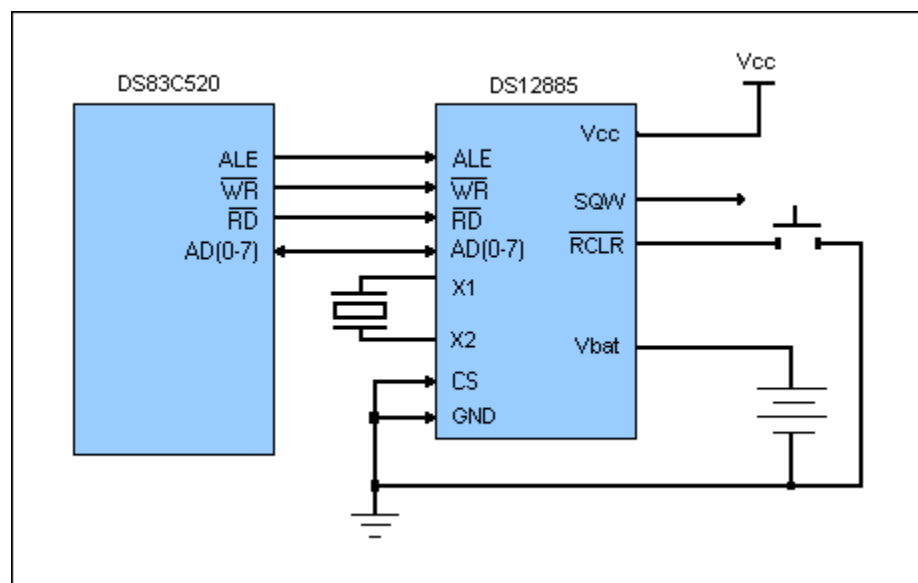 DS83C520
ALE
WR
RD
AD(0-7)
DS12885
ALE
WR
RD
AD(0-7)
X1
X2
CS
GND
Vcc
SQW
RCLR
Vbat
Vcc